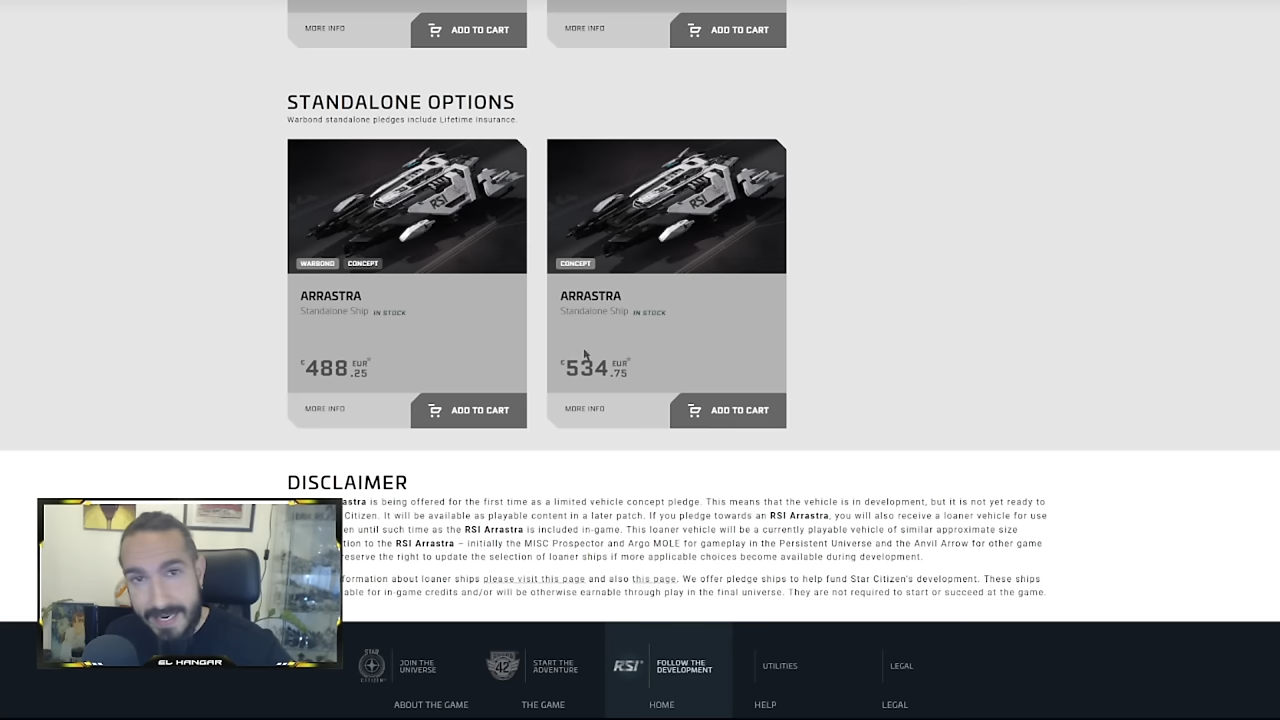 MORE INFO
ADD TO CART
MORE INFO
ADD TO CART
STANDALONE OPTIONS
Warbond standalone pledges include Lifetime Insurance.
RSI
WARBOND
CONCEPT
RSI
CONCEPT
ARRASTRA
Standalone Ship IN STOCK
€488.25 EUR*
MORE INFO
ADD TO CART
ARRASTRA
Standalone Ship IN STOCK
€534.75 EUR*
MORE INFO
ADD TO CART
DISCLAIMER
astra is being offered for the first time as a limited vehicle concept pledge. This means that the vehicle is in development, but it is not yet ready to
Citizen. It will be available as playable content in a later patch. If you pledge towards an RSI Arrastra, you will also receive a loaner vehicle for use
en until such time as the RSI Arrastra is included in-game. This loaner vehicle will be a currently playable vehicle of similar approximate size
tion to the RSI Arrastra – initially the MISC Prospector and Argo MOLE for gameplay in the Persistent Universe and the Anvil Arrow for other game
eserve the right to update the selection of loaner ships if more applicable choices become available during development.
formation about loaner ships please visit this page and also this page. We offer pledge ships to help fund Star Citizen's development. These ships
able for in-game credits and/or will be otherwise earnable through play in the final universe. They are not required to start or succeed at the game.
EL HANGAR
STAR
CITIZEN
JOIN THE
UNIVERSE
42
START THE
ADVENTURE
RSI
FOLLOW THE
DEVELOPMENT
UTILITIES
LEGAL
ABOUT THE GAME
THE GAME
HOME
HELP
LEGAL